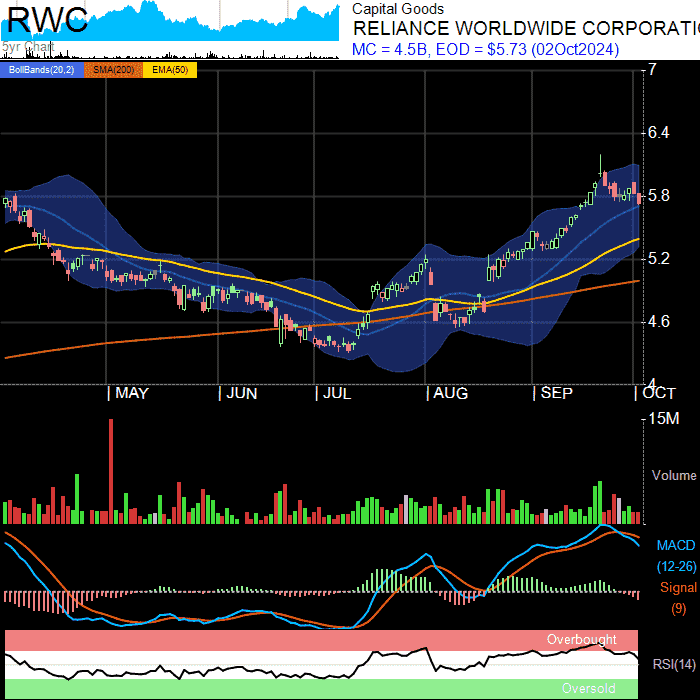 RWC
5yr Chart
Capital Goods
RELIANCE WORLDWIDE CORPORATI
MC = 4.5B, EOD = $5.73 (02Oct2024)
BollBands(20,2) SMA(200) EMA(50)
7
6.4
5.8
5.2
4.6
4
MAY JUN JUL AUG SEP OCT
15M
Volume
MACD
(12-26)
Signal
(9)
Overbought
RSI(14)
Oversold